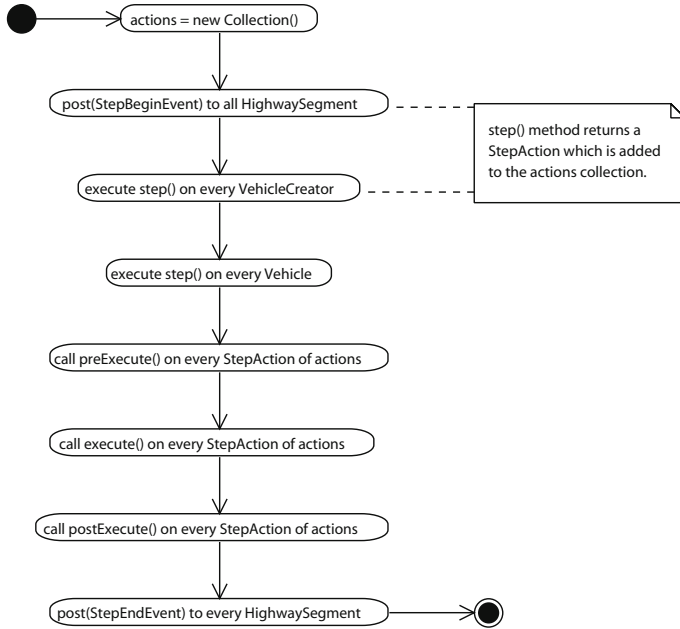 actions = new Collection()
post(StepBeginEvent) to all HighwaySegment
step() method returns a
StepAction which is added
to the actions collection.
execute step() on every VehicleCreator
execute step() on every Vehicle
call preExecute() on every StepAction of actions
call execute() on every StepAction of actions
call postExecute() on every StepAction of actions
post(StepEndEvent) to every HighwaySegment